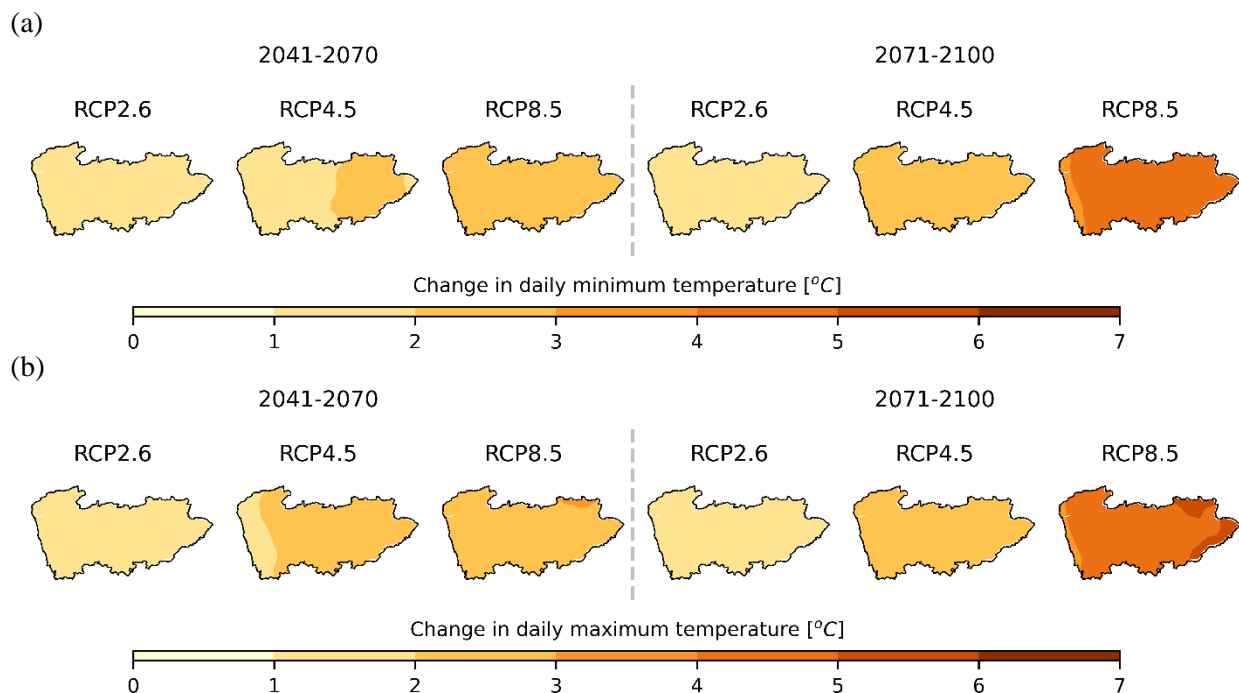 (a)
2041-2070 2071-2100
RCP2.6 RCP4.5 RCP8.5 RCP2.6 RCP4.5 RCP8.5
Change in daily minimum temperature [°C]
0 1 2 3 4 5 6 7
(b)
2041-2070 2071-2100
RCP2.6 RCP4.5 RCP8.5 RCP2.6 RCP4.5 RCP8.5
Change in daily maximum temperature [°C]
0 1 2 3 4 5 6 7